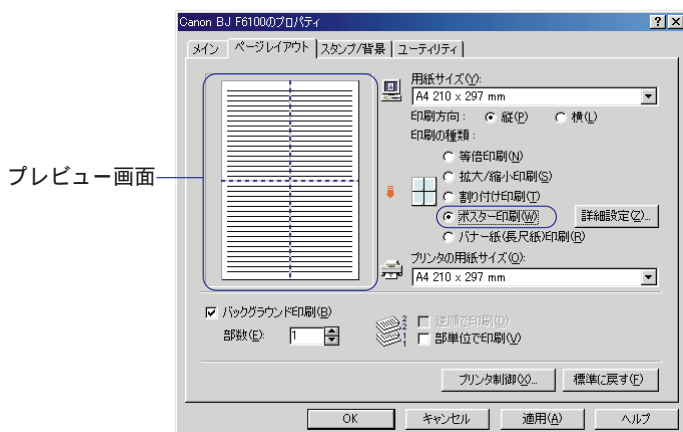 Canon BJ F6100のプロパティ
メイン ページレイアウト スタンプ/背景 ユーティリティ
用紙サイズ(Y):
A4 210 x 297 mm
印刷方向: 縦(P) 横(L)
印刷の種類:
等倍印刷(N)
拡大/縮小印刷(S)
プレビュー画面
割り付け印刷(T)
ポスター印刷(W) 詳細設定(Z)...
バナー紙(長尺紙)印刷(R)
プリンタの用紙サイズ(O):
A4 210 x 297 mm
バックグラウンド印刷(B)
部数(E): 1
2 2 1 1
逆順で印刷(O)
部単位で印刷(V)
プリンタ制御(X)... 標準に戻す(F)
OK キャンセル 適用(A) ヘルプ